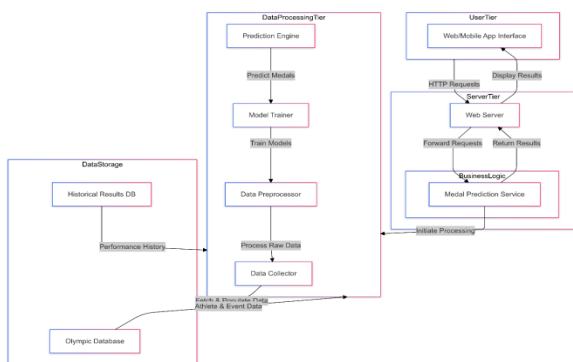 DataProcessingTier
UserTier
Prediction Engine
Web/Mobile App Interface
Predict Medals
HTTP Requests
Display Results
ServerTier
Model Trainer
Web Server
Train Models
Forward Requests
Return Results
DataStorage
BusinessLogic
Historical Results DB
Data Preprocessor
Medal Prediction Service
Performance History
Process Raw Data
Initiate Processing
Data Collector
Fetch & Populate Data
Athlete & Event Data
Olympic Database